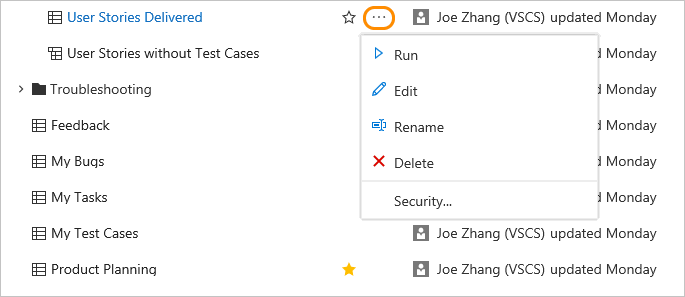 User Stories Delivered ... Joe Zhang (VSCS) updated Monday
User Stories without Test Cases d Monday
Run
Edit
Troubleshooting d Monday
Feedback Rename d Monday
My Bugs Delete d Monday
My Tasks Security... d Monday
My Test Cases Joe Zhang (VSCS) updated Monday
Product Planning Joe Zhang (VSCS) updated Monday